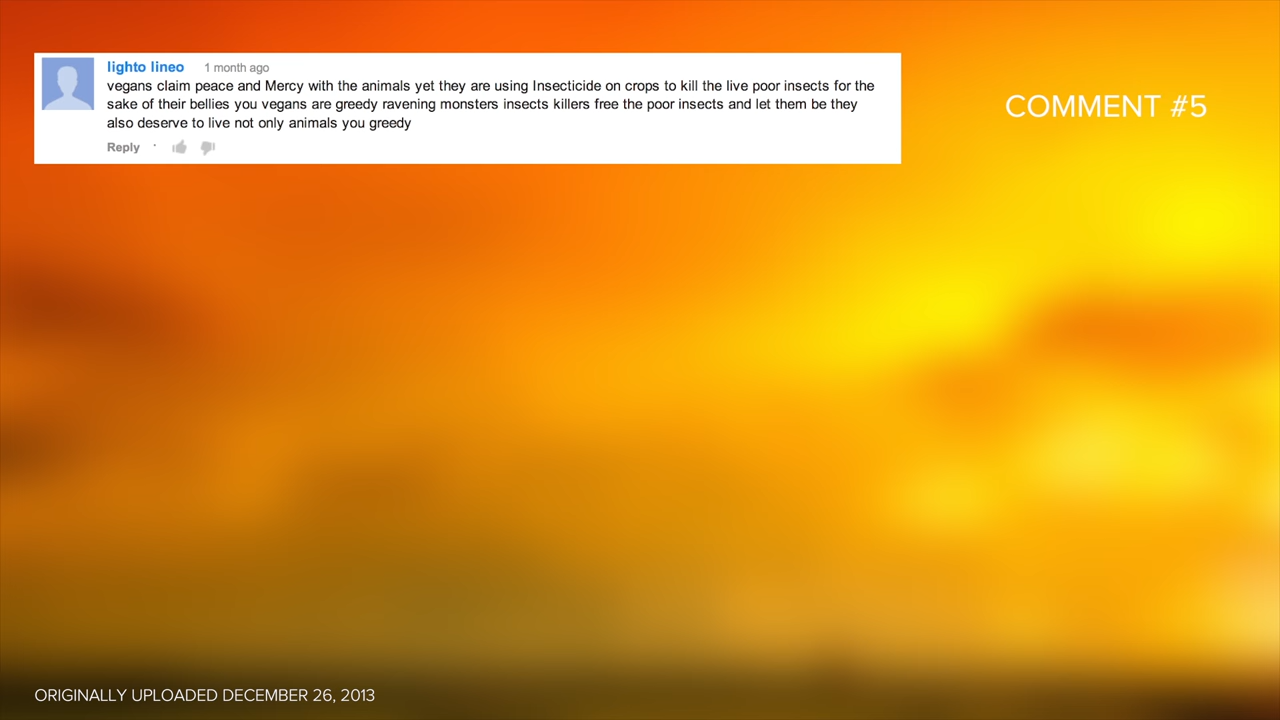 lighto lineo 1 month ago
vegans claim peace and Mercy with the animals yet they are using Insecticide on crops to kill the live poor insects for the
sake of their bellies you vegans are greedy ravening monsters insects killers free the poor insects and let them be they
also deserve to live not only animals you greedy
Reply ·
COMMENT #5
ORIGINALLY UPLOADED DECEMBER 26, 2013